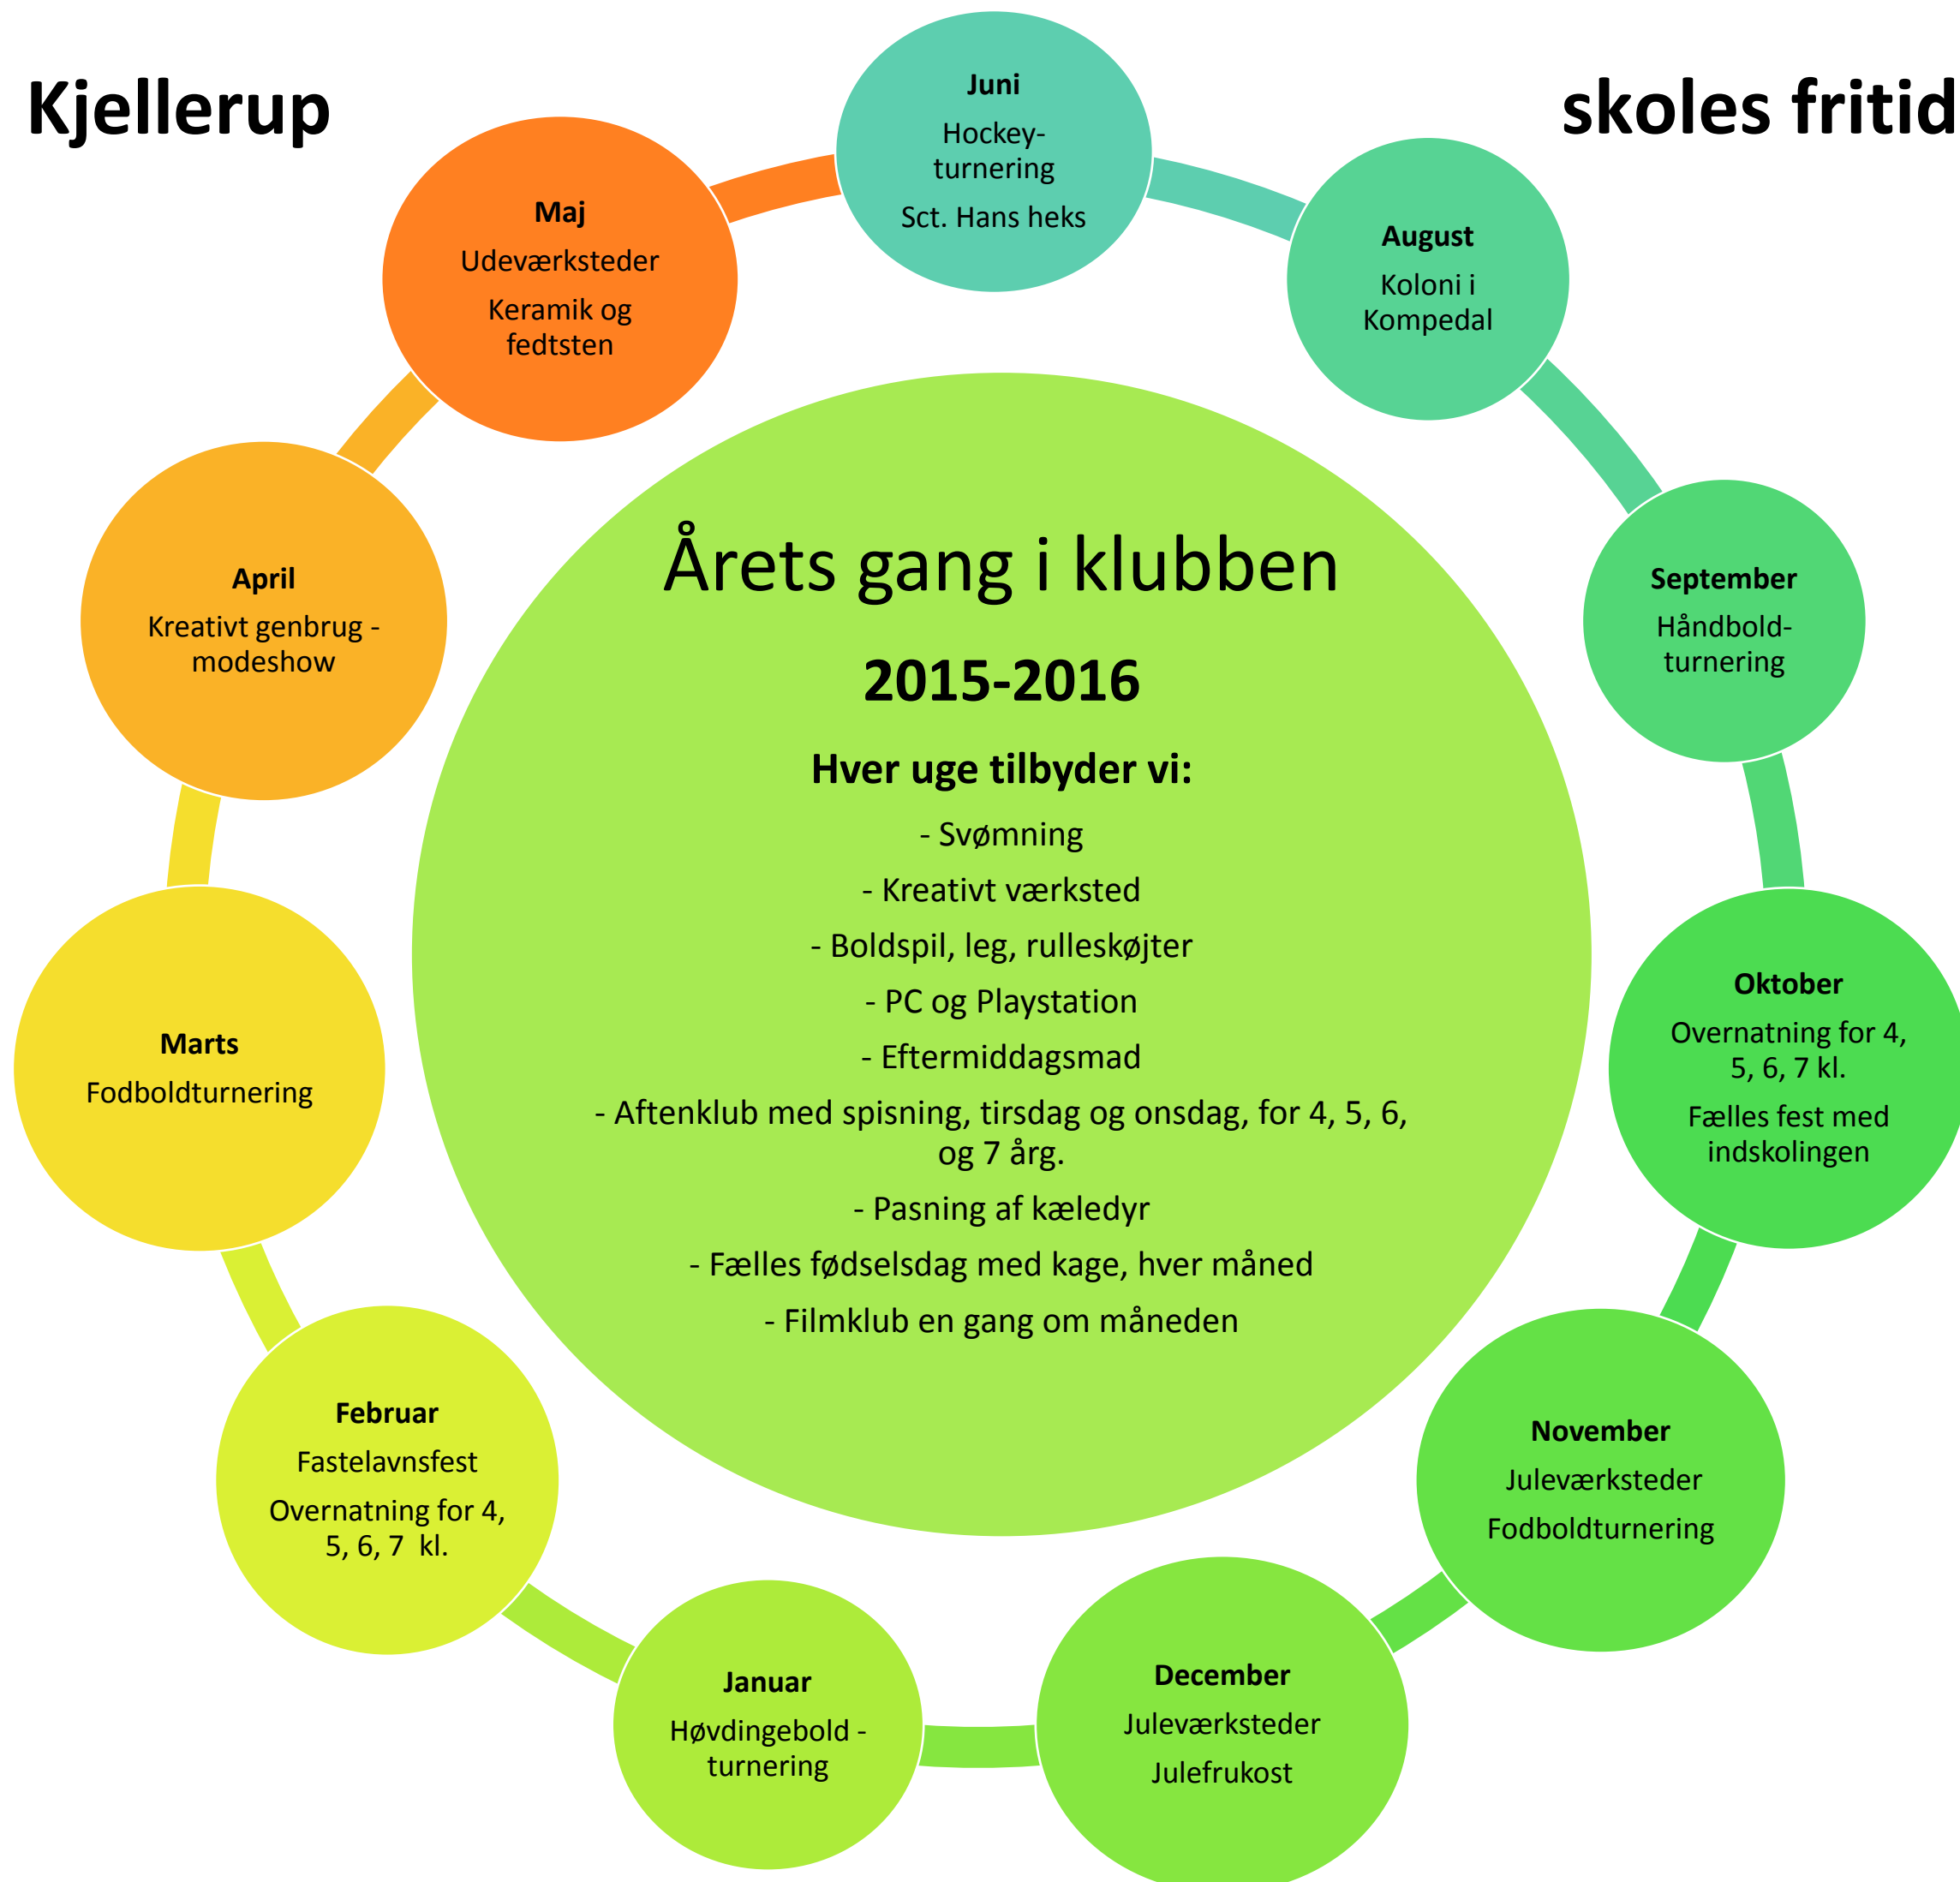 Kjellerup
skoles fritid
Juni
Hockey-
turnering
Sct. Hans heks
August
Koloni i
Kompedal
September
Håndbold-
turnering
Oktober
Overnatning for 4,
5, 6, 7 kl.
Fælles fest med
indskolingen
November
Juleværksteder
Fodboldturnering
December
Juleværksteder
Julefrukost
Januar
Høvdingebold -
turnering
Februar
Fastelavnsfest
Overnatning for 4,
5, 6, 7  kl.
Marts
Fodboldturnering
April
Kreativt genbrug -
modeshow
Maj
Udeværksteder
Keramik og
fedtsten
Årets gang i klubben
2015-2016
Hver uge tilbyder vi:
- Svømning
- Kreativt værksted
- Boldspil, leg, rulleskøjter
- PC og Playstation
- Eftermiddagsmad
- Aftenklub med spisning, tirsdag og onsdag, for 4, 5, 6,
og 7 årg.
- Pasning af kæledyr
- Fælles fødselsdag med kage, hver måned
- Filmklub en gang om måneden